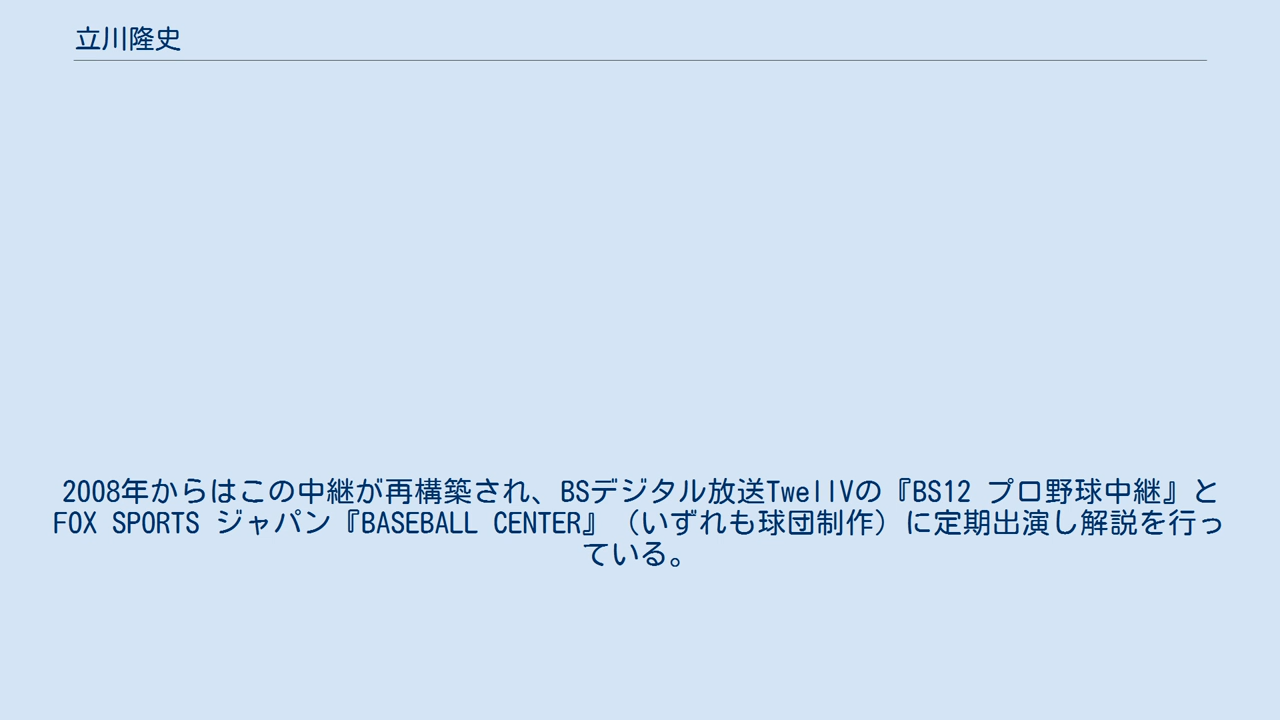 立川隆史
2008年からはこの中継が再構築され、BSデジタル放送TwellVの『BS12 プロ野球中継』と
FOX SPORTS ジャパン『BASEBALL CENTER』（いずれも球団制作）に定期出演し解説を行っ
ている。